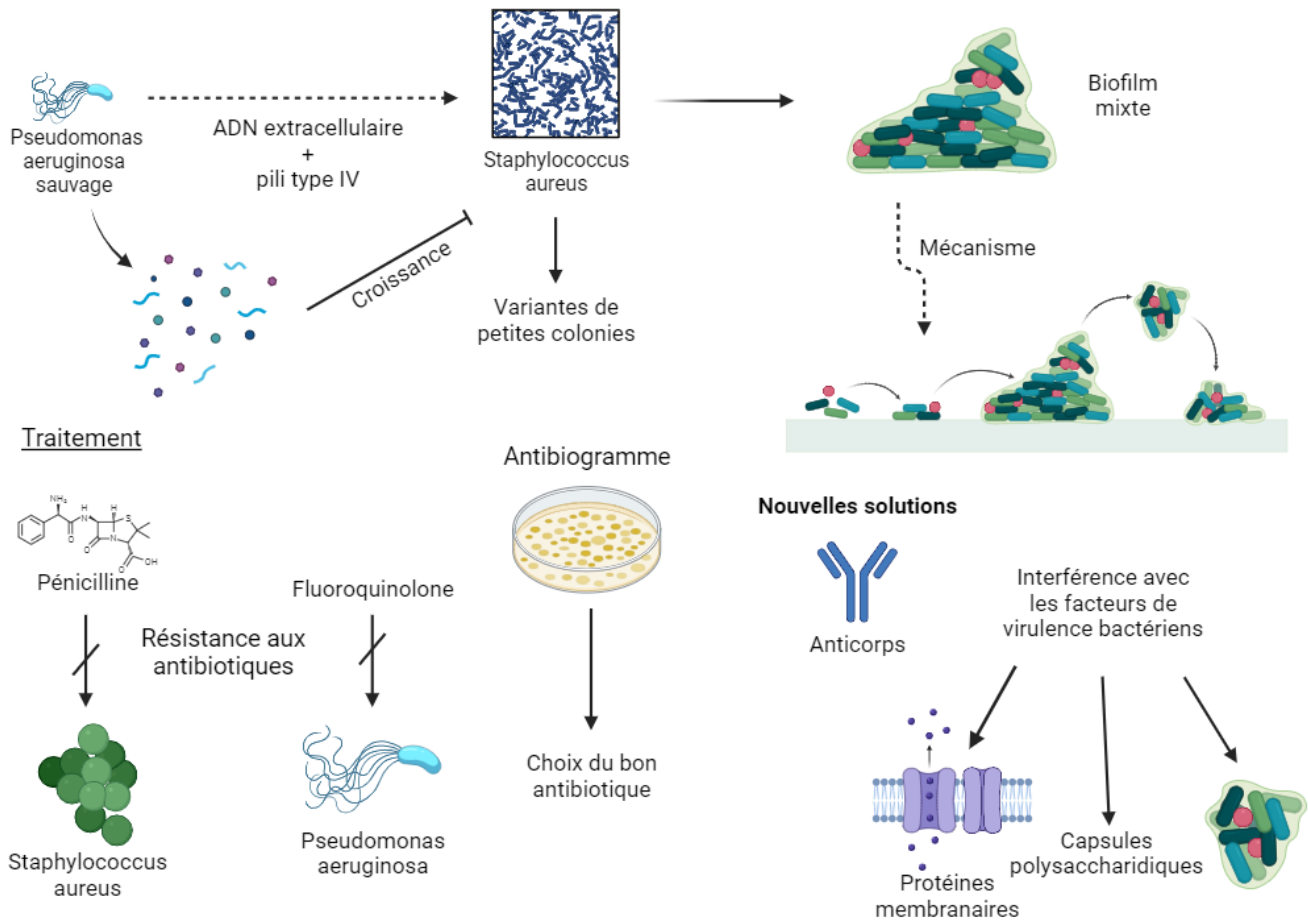 Pseudomonas
aeruginosa
sauvage
ADN extracellulaire
+
pili type IV
Staphylococcus
aureus
Biofilm
mixte
Croissance
Variantes de
petites colonies
Mécanisme
Traitement
NH₂
H
N
H
S
O
O
N
O
OH
Pénicilline
Fluoroquinolone
Résistance aux
antibiotiques
Staphylococcus
aureus
Pseudomonas
aeruginosa
Antibiogramme
Choix du bon
antibiotique
Nouvelles solutions
Anticorps
Interférence avec
les facteurs de
virulence bactériens
Protéines
membranaires
Capsules
polysaccharidiques